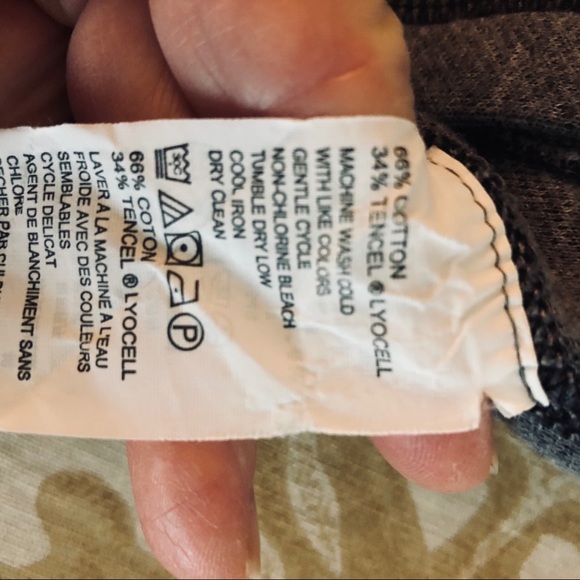 66% COTTON
34% TENCEL ® LYOCELL
MACHINE WASH COLD
WITH LIKE COLORS
GENTLE CYCLE
NON-CHLORINE BLEACH
TUMBLE DRY LOW
COOL IRON
DRY CLEAN
30C
P
66% COTON
34% TENCEL ® LYOCELL
LAVER A LA MACHINE À L'EAU
FROIDE AVEC DES COULEURS
SEMBLABLES
CYCLE DELICAT
AGENT DE BLANCHIMENT SANS
CHLORE
PAR